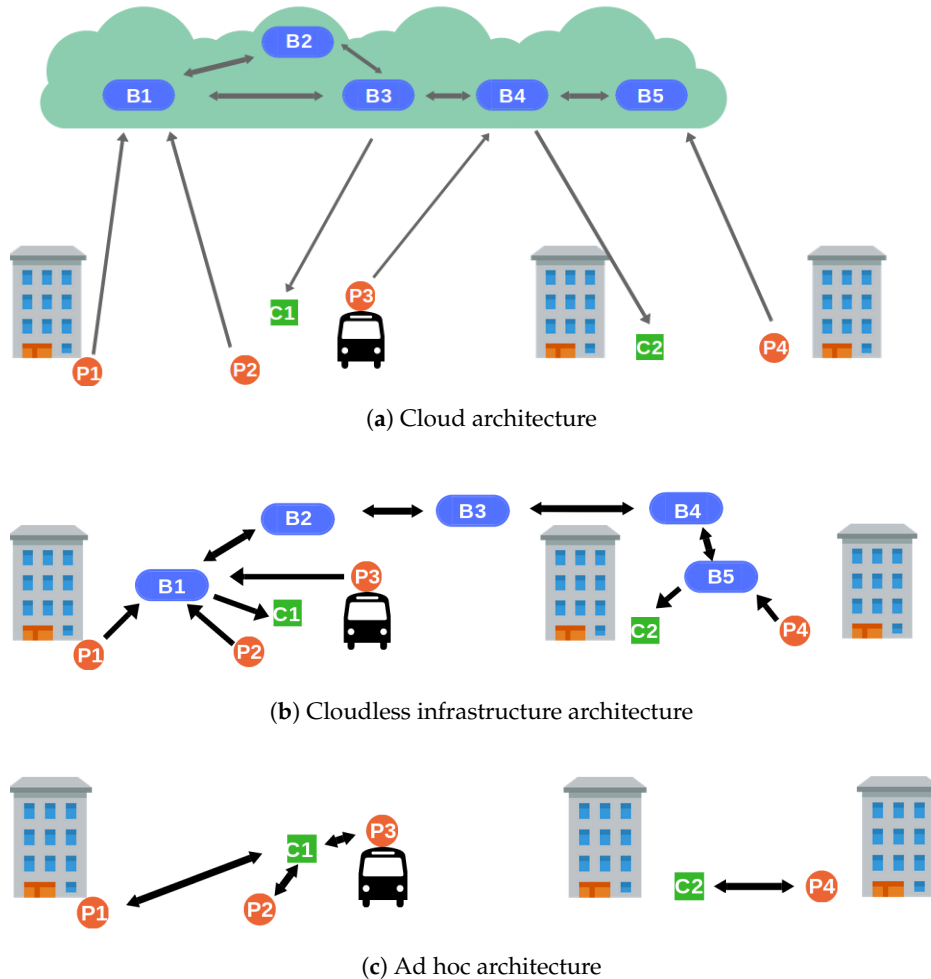 B2
B1 B3 B4 B5
C1 P3
P1 P2 C2 P4
(a) Cloud architecture
B2 B3 B4
B1 P3 B5
C1
P1 P2 C2 P4
(b) Cloudless infrastructure architecture
C1 P3
P1 P2 C2 P4
(c) Ad hoc architecture